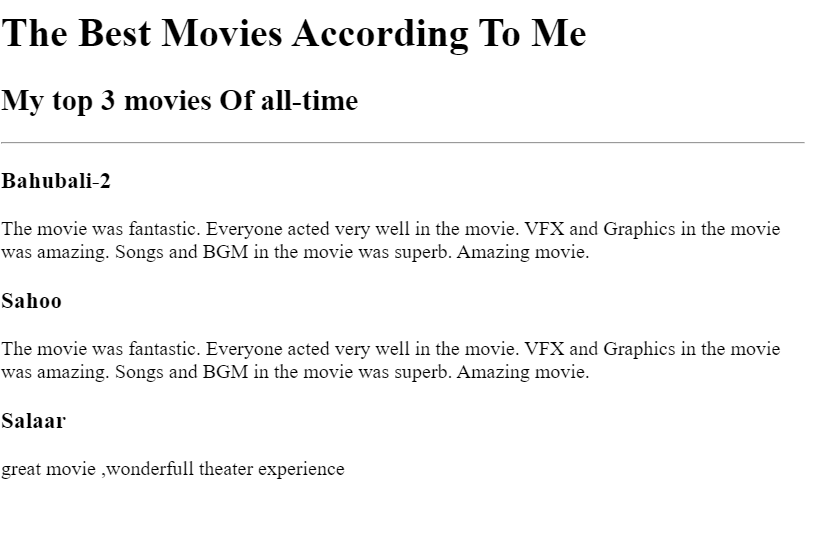 The Best Movies According To Me
My top 3 movies Of all-time
Bahubali-2
The movie was fantastic. Everyone acted very well in the movie. VFX and Graphics in the movie
was amazing. Songs and BGM in the movie was superb. Amazing movie.
Sahoo
The movie was fantastic. Everyone acted very well in the movie. VFX and Graphics in the movie
was amazing. Songs and BGM in the movie was superb. Amazing movie.
Salaar
great movie ,wonderfull theater experience